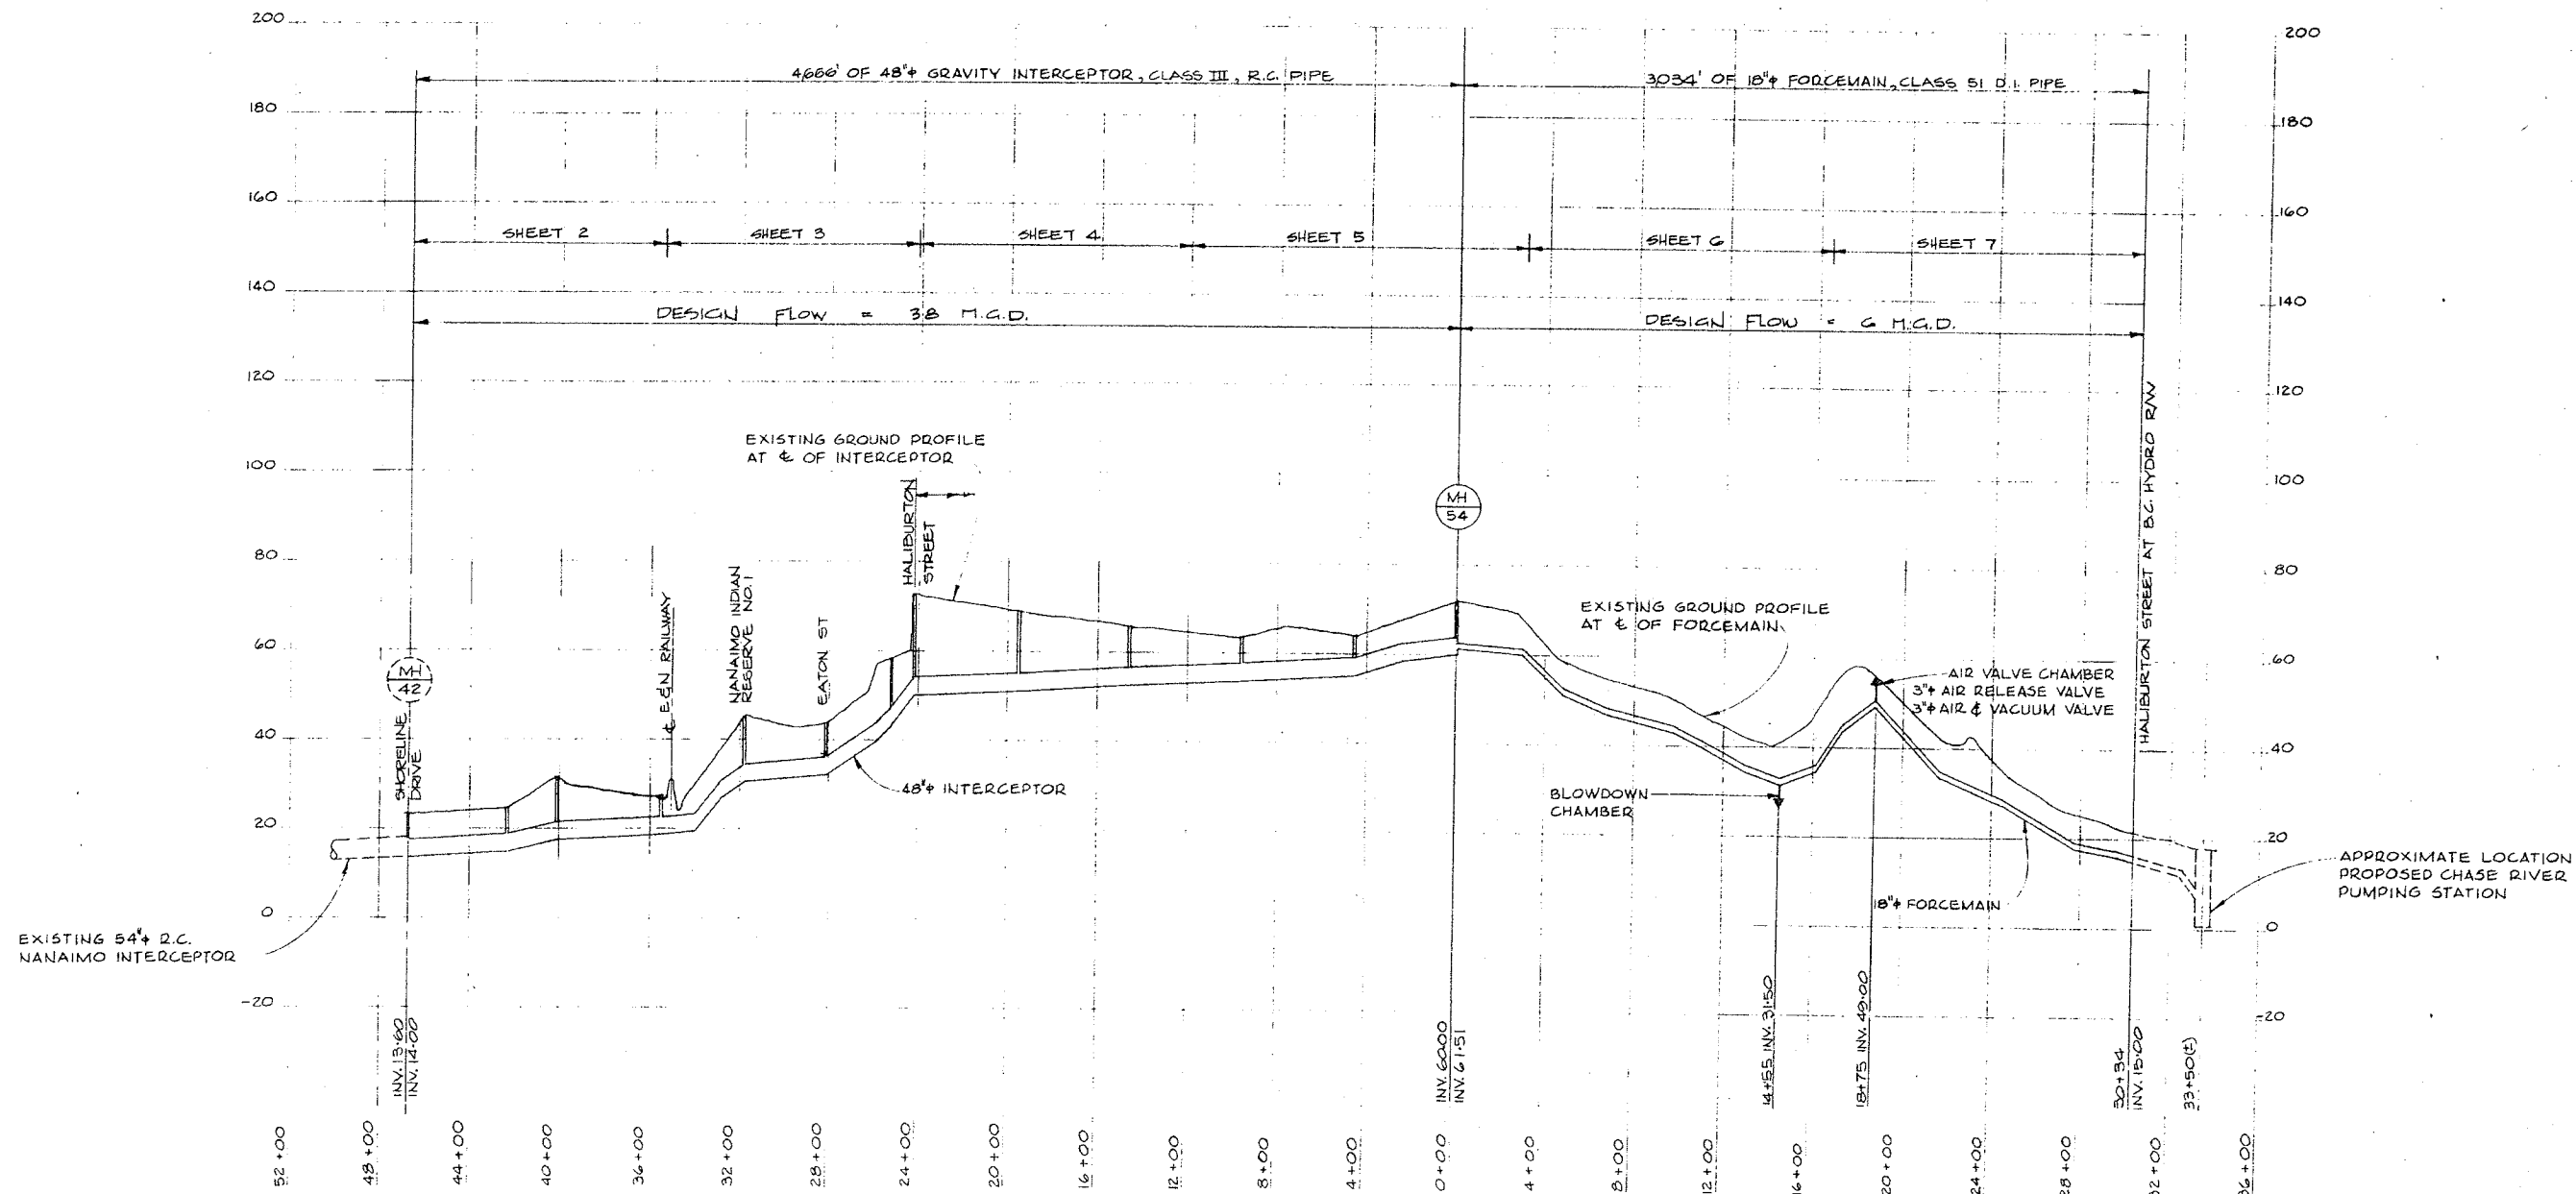 200
200
4666' OF 48"φ GRAVITY INTERCEPTOR, CLASS III, R.C. PIPE
3034' OF 18"φ FORCEMAIN, CLASS 51 D.I. PIPE
180
180
160
160
SHEET 2
SHEET 3
SHEET 4
SHEET 5
SHEET 6
SHEET 7
140
140
DESIGN FLOW = 38 M.G.D.
DESIGN FLOW = 6 M.G.D.
120
120
EXISTING GROUND PROFILE
AT ℄ OF INTERCEPTOR
100
100
HALIBURTON
STREET
MH
54
HALIBURTON STREET AT B.C. HYDRO R/W
80
80
℄ E&N RAILWAY
NANAIMO INDIAN
RESERVE NO.1
EATON ST
EXISTING GROUND PROFILE
AT ℄ OF FORCEMAIN
60
60
MH
42
SHORELINE
DRIVE
AIR VALVE CHAMBER
3"φ AIR RELEASE VALVE
3"φ AIR & VACUUM VALVE
40
40
48"φ INTERCEPTOR
BLOWDOWN
CHAMBER
20
20
APPROXIMATE LOCATION
PROPOSED CHASE RIVER
PUMPING STATION
18"φ FORCEMAIN
0
0
EXISTING 54"φ R.C.
NANAIMO INTERCEPTOR
-20
-20
INV. 13.60
INV. 14.00
INV. 60.00
INV. 61.51
14+55 INV. 31.50
18+75 INV. 49.00
30+34
INV. 15.00
33+50(±)
52+00
48+00
44+00
40+00
36+00
32+00
28+00
24+00
20+00
16+00
12+00
8+00
4+00
0+00
4+00
8+00
12+00
16+00
20+00
24+00
28+00
32+00
36+00